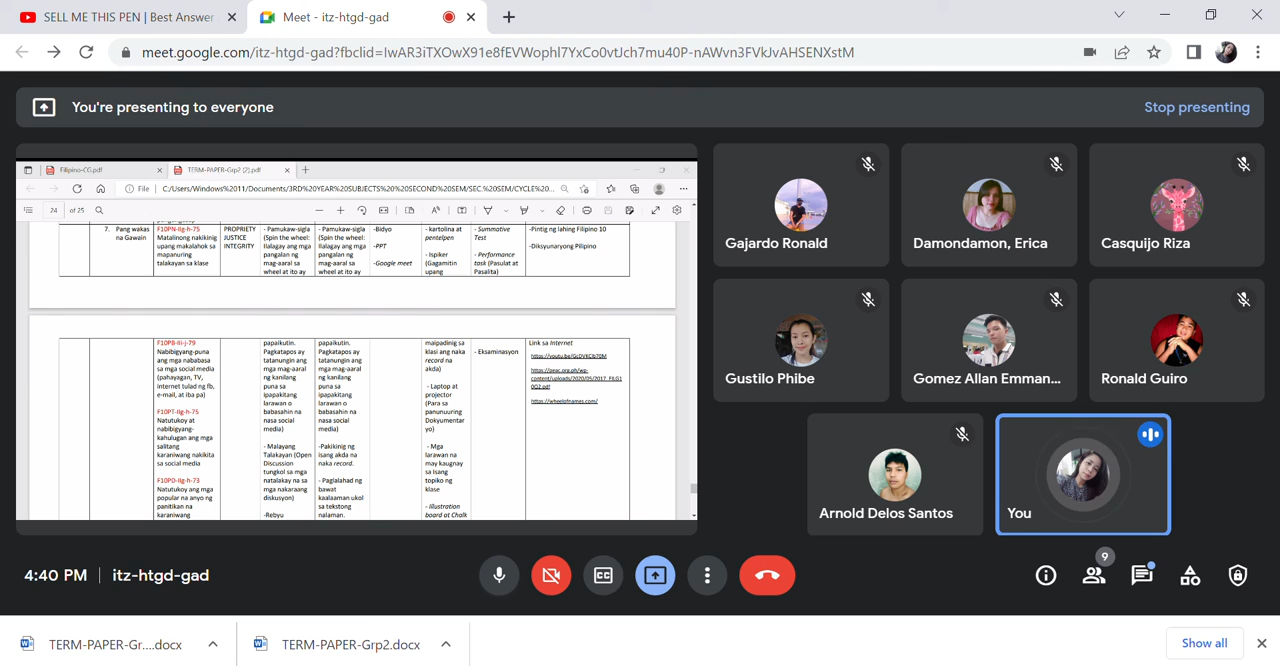 SELL ME THIS PEN | Best Answer
Meet - itz-htgd-gad
meet.google.com/itz-htgd-gad?fbclid=IwAR3iTXOwX91e8fEVWophl7YxCo0vtJch7mu40P-nAWvn3FVkJvAHSENXstM
You're presenting to everyone
Stop presenting
Filipino-CG.pdf
TERM-PAPER-Grp2 (2).pdf
File
C:/Users/Windows%2011/Documents/3RD%20YEAR%20SUBJECTS%20%20SECOND%20SEM/SEC.%20SEM/CYCLE%20...
24 of 25
7. Pang wakas
na Gawain
F10PN-IIg-h-75
Matalinong nakikinig
upang makalahok sa
mapanuring
talakayan sa klase
PROPRIETY
JUSTICE
INTEGRITY
- Pamukaw-sigla
(Spin the wheel:
Ilalagay ang mga
pangalan ng
mag-aaral sa
wheel at ito ay
- Pamukaw-sigla
(Spin the wheel:
Ilalagay ang mga
pangalan ng
mag-aaral sa
wheel at ito ay
-Bidyo
-PPT
-Google meet
- kartolina at
pentelpen
- Ispiker
(Gagamitin
upang
- Summative
Test
- Performance
task (Pasulat at
Pasalita)
-Pintig ng lahing Filipino 10
-Diksyunaryong Pilipino
F10PB-IIi-j-79
Nabibigyang-puna
ang mga nababasa
sa mga social media
(pahayagan, TV,
internet tulad ng fb,
e-mail, at iba pa)
F10PT-IIg-h-75
Natutukoy at
nabibigyang-
kahulugan ang mga
salitang
karaniwang nakikita
sa social media
F10PD-IIg-h-73
Natutukoy ang mga
popular na anyo ng
panitikan na
karaniwang
papaikutin.
Pagkatapos ay
tatanungin ang
mga mag-aaral
ng kanilang
puna sa
ipapakitang
larawan o
babasahin na
nasa social
media)
- Malayang
Talakayan (Open
Discussion
tungkol sa mga
natalakay na sa
mga nakaraang
diskusyon)
-Rebyu
papaikutin.
Pagkatapos ay
tatanungin ang
mga mag-aaral
ng kanilang
puna sa
ipapakitang
larawan o
babasahin na
nasa social
media)
-Pakikinig ng
isang akda na
naka record.
- Paglalahad ng
bawat
kaalaman ukol
sa tekstong
nalaman.
maipadinig sa
klasi ang naka
record na
akda)
- Laptop at
projector
(Para sa
panunuuring
Dokyumentar
yo)
- Mga
larawan na
may kaugnay
sa Isang
topiko ng
klase
- Illustration
board at Chalk
- Eksaminasyon
Link sa Internet
https://peac.org.ph/wp-
https://wheelofnames.com/
Gajardo Ronald
Damondamon, Erica
Casquijo Riza
Gustilo Phibe
Gomez Allan Emman...
Ronald Guiro
Arnold Delos Santos
You
4:40 PM | itz-htgd-gad
9
TERM-PAPER-Gr....docx
TERM-PAPER-Grp2.docx
Show all